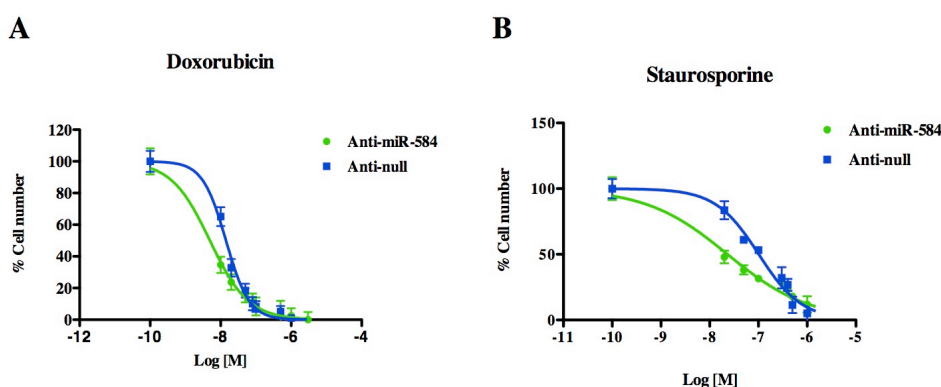 A
Doxorubicin
120
100
80
60
40
20
0
-12 -10 -8 -6 -4
% Cell number
Log [M]
Anti-miR-584
Anti-null
B
Staurosporine
150
100
50
0
-11 -10 -9 -8 -7 -6 -5
% Cell number
Log [M]
Anti-miR-584
Anti-null